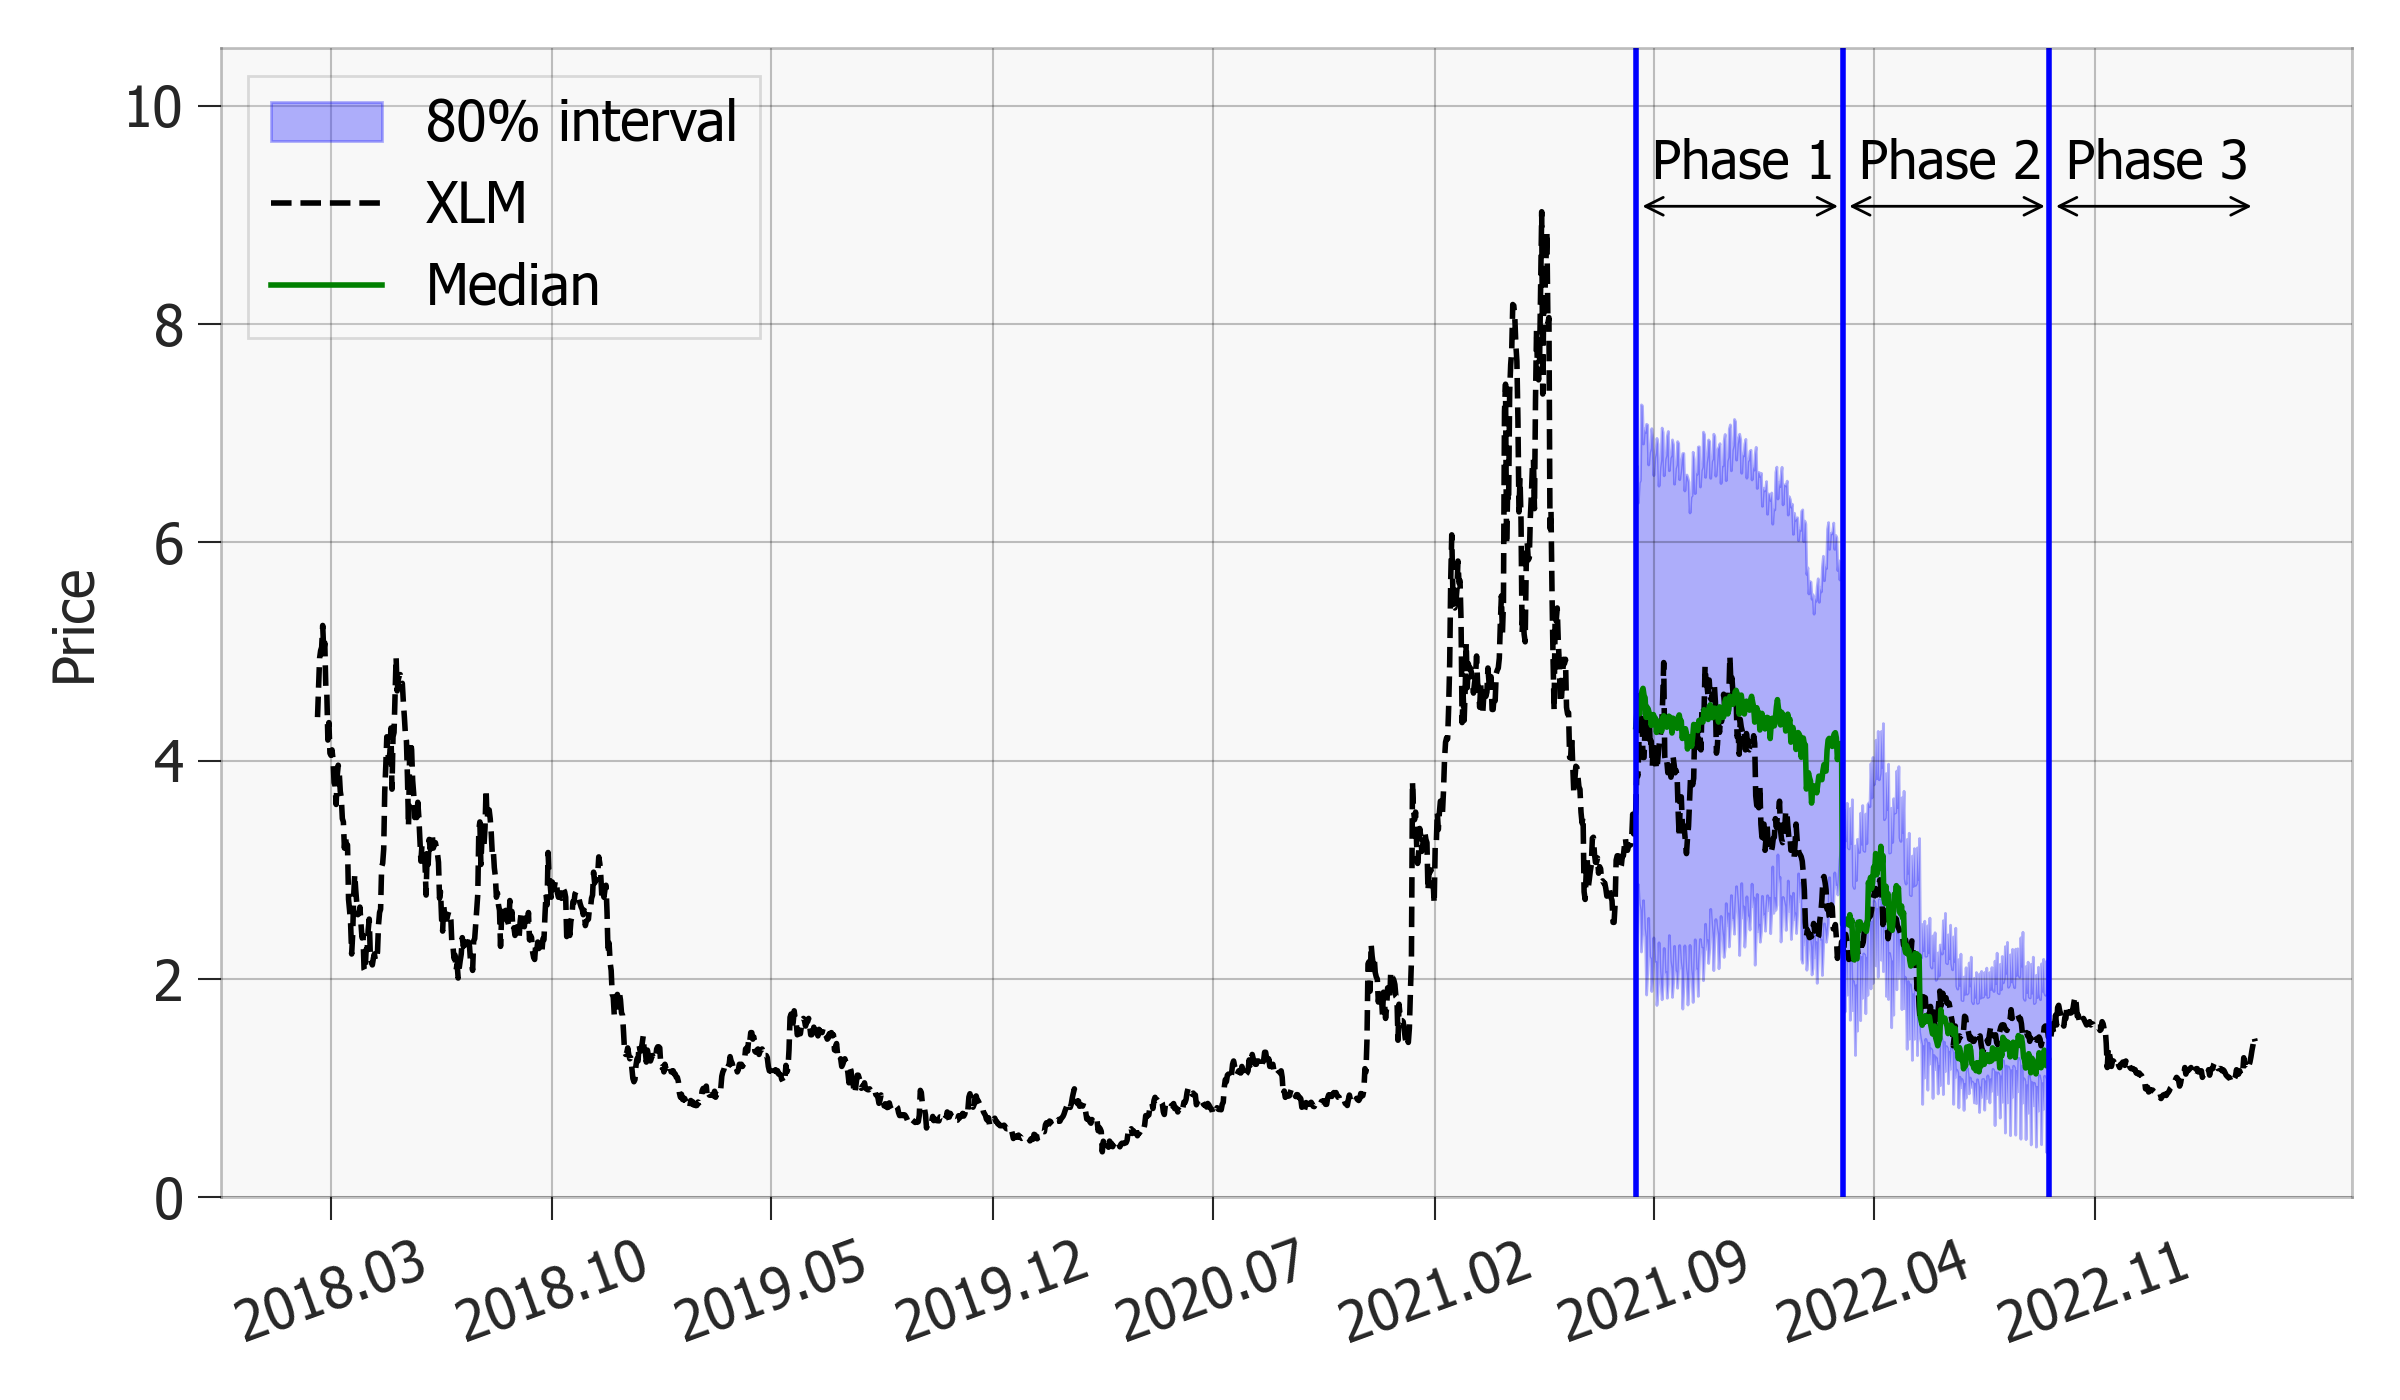 80% interval
XLM
Median
Phase 1
Phase 2
Phase 3
Price
10
8
6
4
2
0
2018.03
2018.10
2019.05
2019.12
2020.07
2021.02
2021.09
2022.04
2022.11